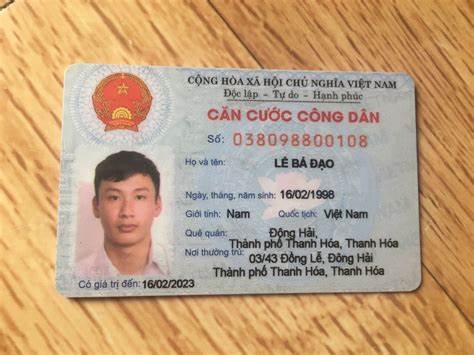 CỘNG HÒA XÃ HỘI CHỦ NGHĨA VIỆT NAM
Độc lập - Tự do - Hạnh phúc
CĂN CƯỚC CÔNG DÂN
Số: 038098800108
Họ và tên:
LÊ BÁ ĐẠO
Ngày, tháng, năm sinh: 16/02/1998
Giới tính: Nam Quốc tịch: Việt Nam
Quê quán: Động Hải,
Thành phố Thanh Hóa, Thanh Hóa
Nơi thường trú: 03/43 Đồng Lễ, Đông Hải
Thành phố Thanh Hóa, Thanh Hóa
Có giá trị đến: 16/02/2023